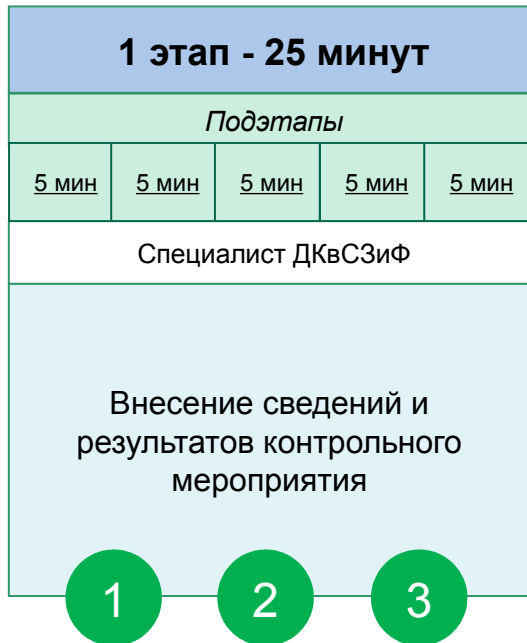 1 этап - 25 минут
Подэтапы
5 мин 5 мин 5 мин 5 мин 5 мин
Специалист ДКвСЗиФ
Внесение сведений и
результатов контрольного
мероприятия
1 2 3